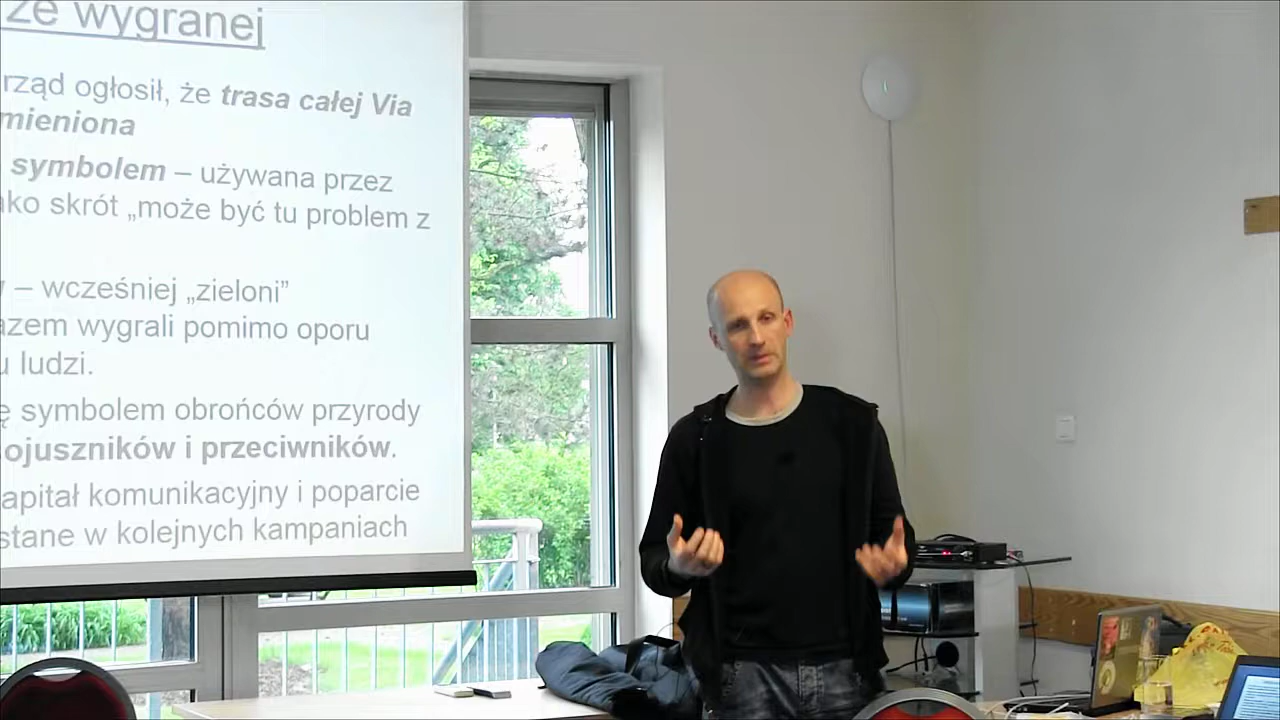 że wygranej
rząd ogłosił, że trasa całej Via
mieniona
symbolem – używana przez
ako skrót „może być tu problem z
– wcześniej „zieloni”
azem wygrali pomimo oporu
u ludzi.
ę symbolem obrońców przyrody
ojuszników i przeciwników.
apitał komunikacyjny i poparcie
stane w kolejnych kampaniach